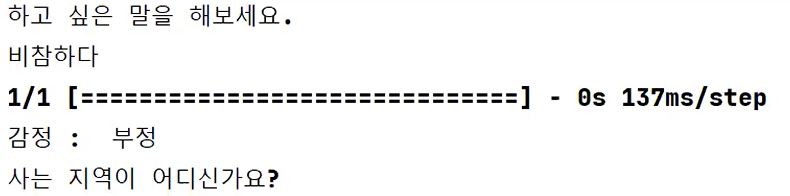 하고 싶은 말을 해보세요.
비참하다
1/1 [==============================] - 0s 137ms/step
감정 :  부정
사는 지역이 어디신가요?